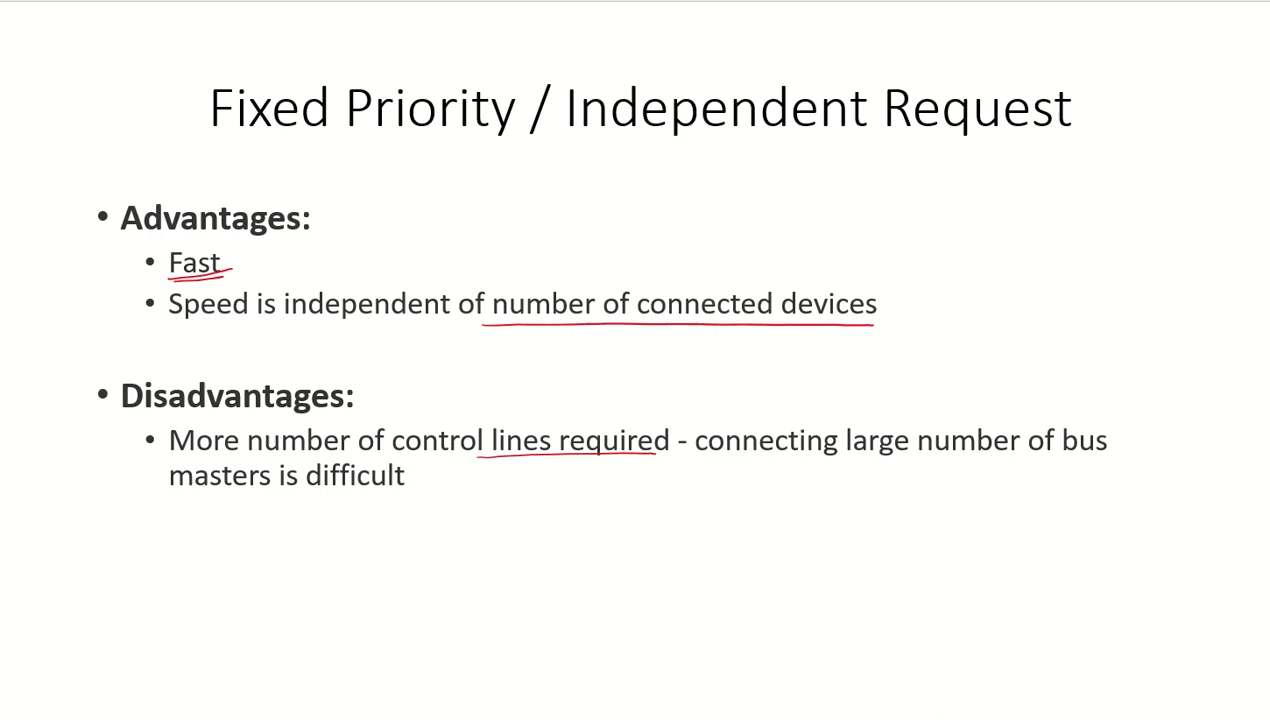 Fixed Priority / Independent Request
• Advantages:
• Fast
• Speed is independent of number of connected devices
• Disadvantages:
• More number of control lines required - connecting large number of bus
masters is difficult